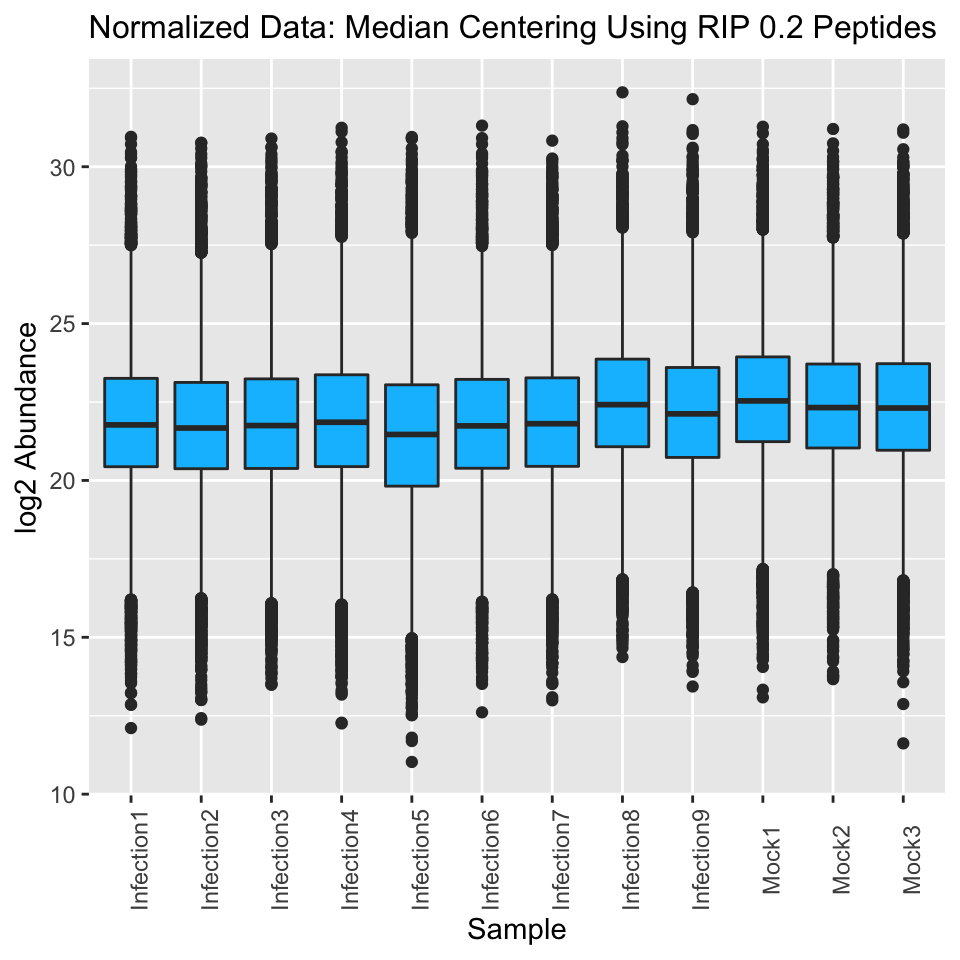 Normalized Data: Median Centering Using RIP 0.2 Peptides
log2 Abundance
30
25
20
15
10
Infection1
Infection2
Infection3
Infection4
Infection5
Infection6
Infection7
Infection8
Infection9
Mock1
Mock2
Mock3
Sample